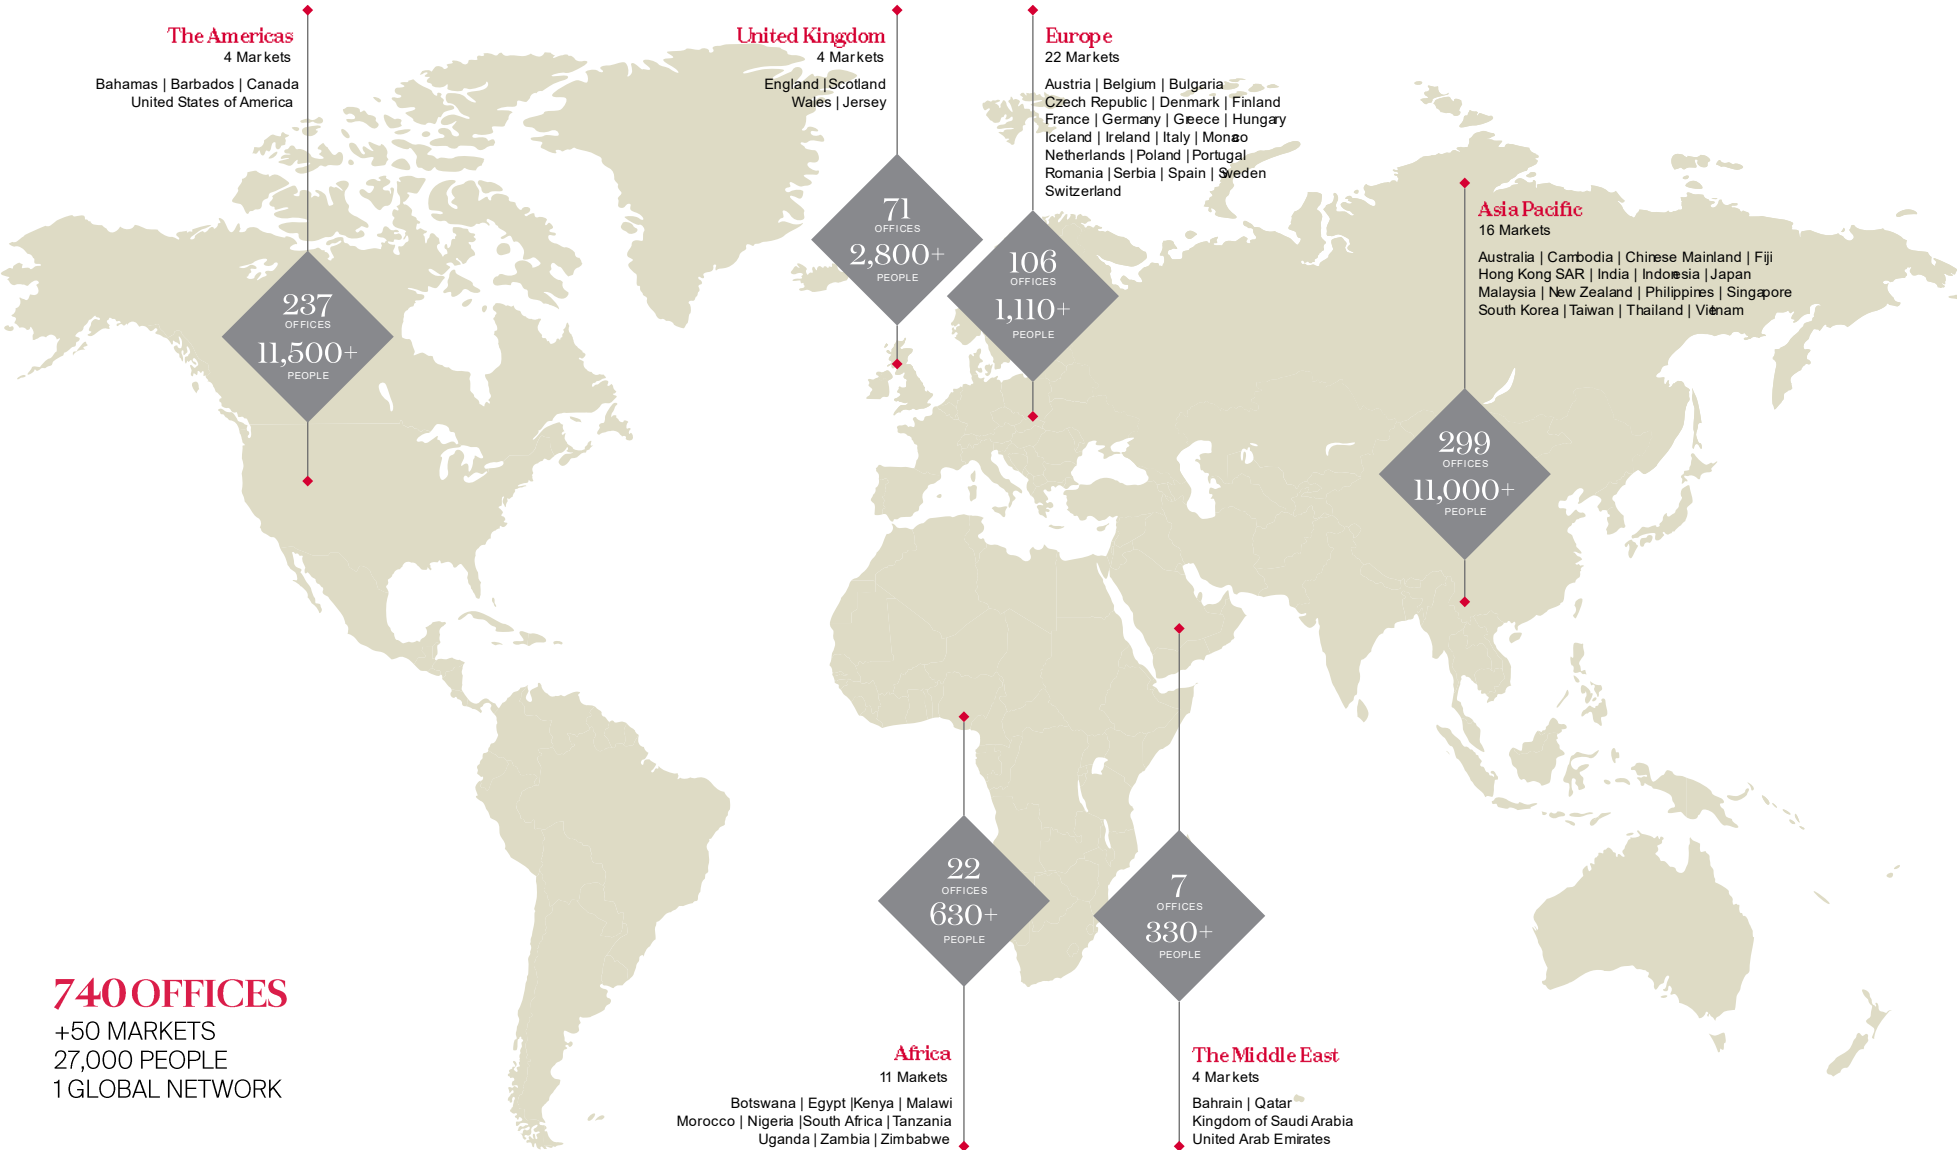 The Americas
4 Markets
Bahamas | Barbados | Canada
United States of America
237
OFFICES
11,500+
PEOPLE
United Kingdom
4 Markets
England | Scotland
Wales | Jersey
71
OFFICES
2,800+
PEOPLE
Europe
22 Markets
Austria | Belgium | Bulgaria
Czech Republic | Denmark | Finland
France | Germany | Greece | Hungary
Iceland | Ireland | Italy | Monaco
Netherlands | Poland | Portugal
Romania | Serbia | Spain | Sweden
Switzerland
106
OFFICES
1,110+
PEOPLE
Asia Pacific
16 Markets
Australia | Cambodia | Chinese Mainland | Fiji
Hong Kong SAR | India | Indonesia | Japan
Malaysia | New Zealand | Philippines | Singapore
South Korea | Taiwan | Thailand | Vietnam
299
OFFICES
11,000+
PEOPLE
22
OFFICES
630+
PEOPLE
Africa
11 Markets
Botswana | Egypt | Kenya | Malawi
Morocco | Nigeria | South Africa | Tanzania
Uganda | Zambia | Zimbabwe
7
OFFICES
330+
PEOPLE
The Middle East
4 Markets
Bahrain | Qatar
Kingdom of Saudi Arabia
United Arab Emirates
740 OFFICES
+50 MARKETS
27,000 PEOPLE
1 GLOBAL NETWORK